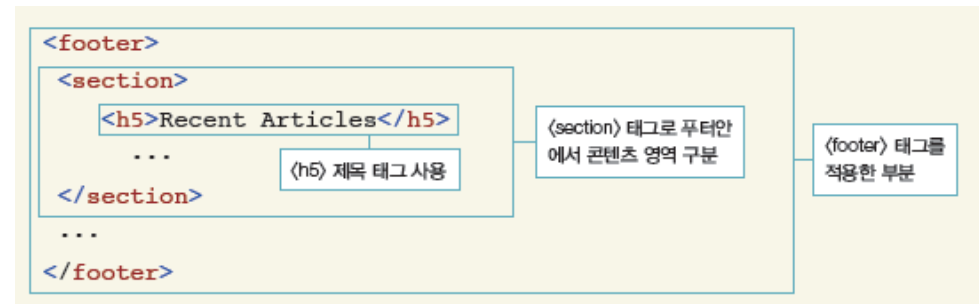 <footer>
<section>
<h5>Recent Articles</h5>
...
〈h5〉 제목 태그 사용
</section>
〈section〉 태그로 푸터안
에서 콘텐츠 영역 구분
〈footer〉 태그를
적용한 부분
...
</footer>